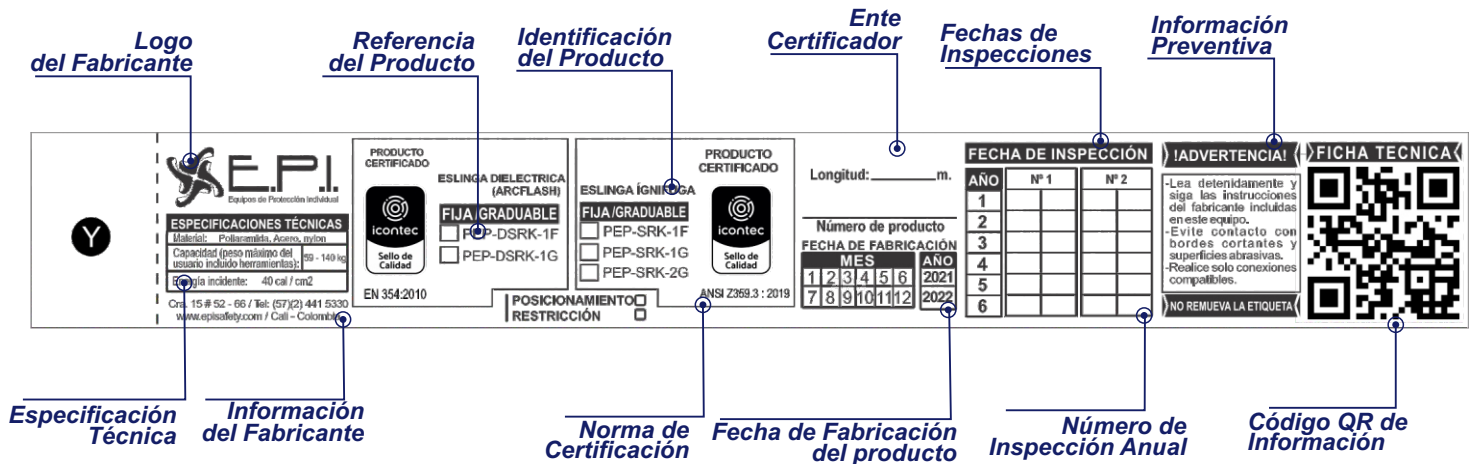 Logo
del Fabricante
Referencia
del Producto
Identificación
del Producto
Ente
Certificador
Fechas de
Inspecciones
Información
Preventiva
Y
E.P.I.
Equipos de Protección Individual
ESPECIFICACIONES TÉCNICAS
Material: Poliaramida, Acero, nylon
Capacidad (peso máximo del
usuario incluido herramientas): 59 - 140 kg
Energía incidente: 40 cal / cm2
Cra. 15 # 52 - 66 / Tel: (57)(2) 441 5330
www.episafety.com / Cali - Colombia
PRODUCTO
CERTIFICADO
icontec
Sello de
Calidad
EN 354:2010
ESLINGA DIELECTRICA
(ARCFLASH)
FIJA/GRADUABLE
PEP-DSRK-1F
PEP-DSRK-1G
ESLINGA ÍGNIFUGA
FIJA/GRADUABLE
PEP-SRK-1F
PEP-SRK-1G
PEP-SRK-2G
PRODUCTO
CERTIFICADO
icontec
Sello de
Calidad
ANSI Z359.3 : 2019
POSICIONAMIENTO
RESTRICCIÓN
Longitud: ________ m.
Número de producto
FECHA DE FABRICACIÓN
MES AÑO
1 2 3 4 5 6 2021
7 8 9 10 11 12 2022
FECHA DE INSPECCIÓN
AÑO Nº 1 Nº 2
1
2
3
4
5
6
!ADVERTENCIA!
-Lea detenidamente y
siga las instrucciones
del fabricante incluidas
en este equipo.
-Evite contacto con
bordes cortantes y
superficies abrasivas.
-Realice solo conexiones
compatibles.
NO REMUEVA LA ETIQUETA
FICHA TECNICA
Especificación
Técnica
Información
del Fabricante
Norma de
Certificación
Fecha de Fabricación
del producto
Número de
Inspección Anual
Código QR de
Información